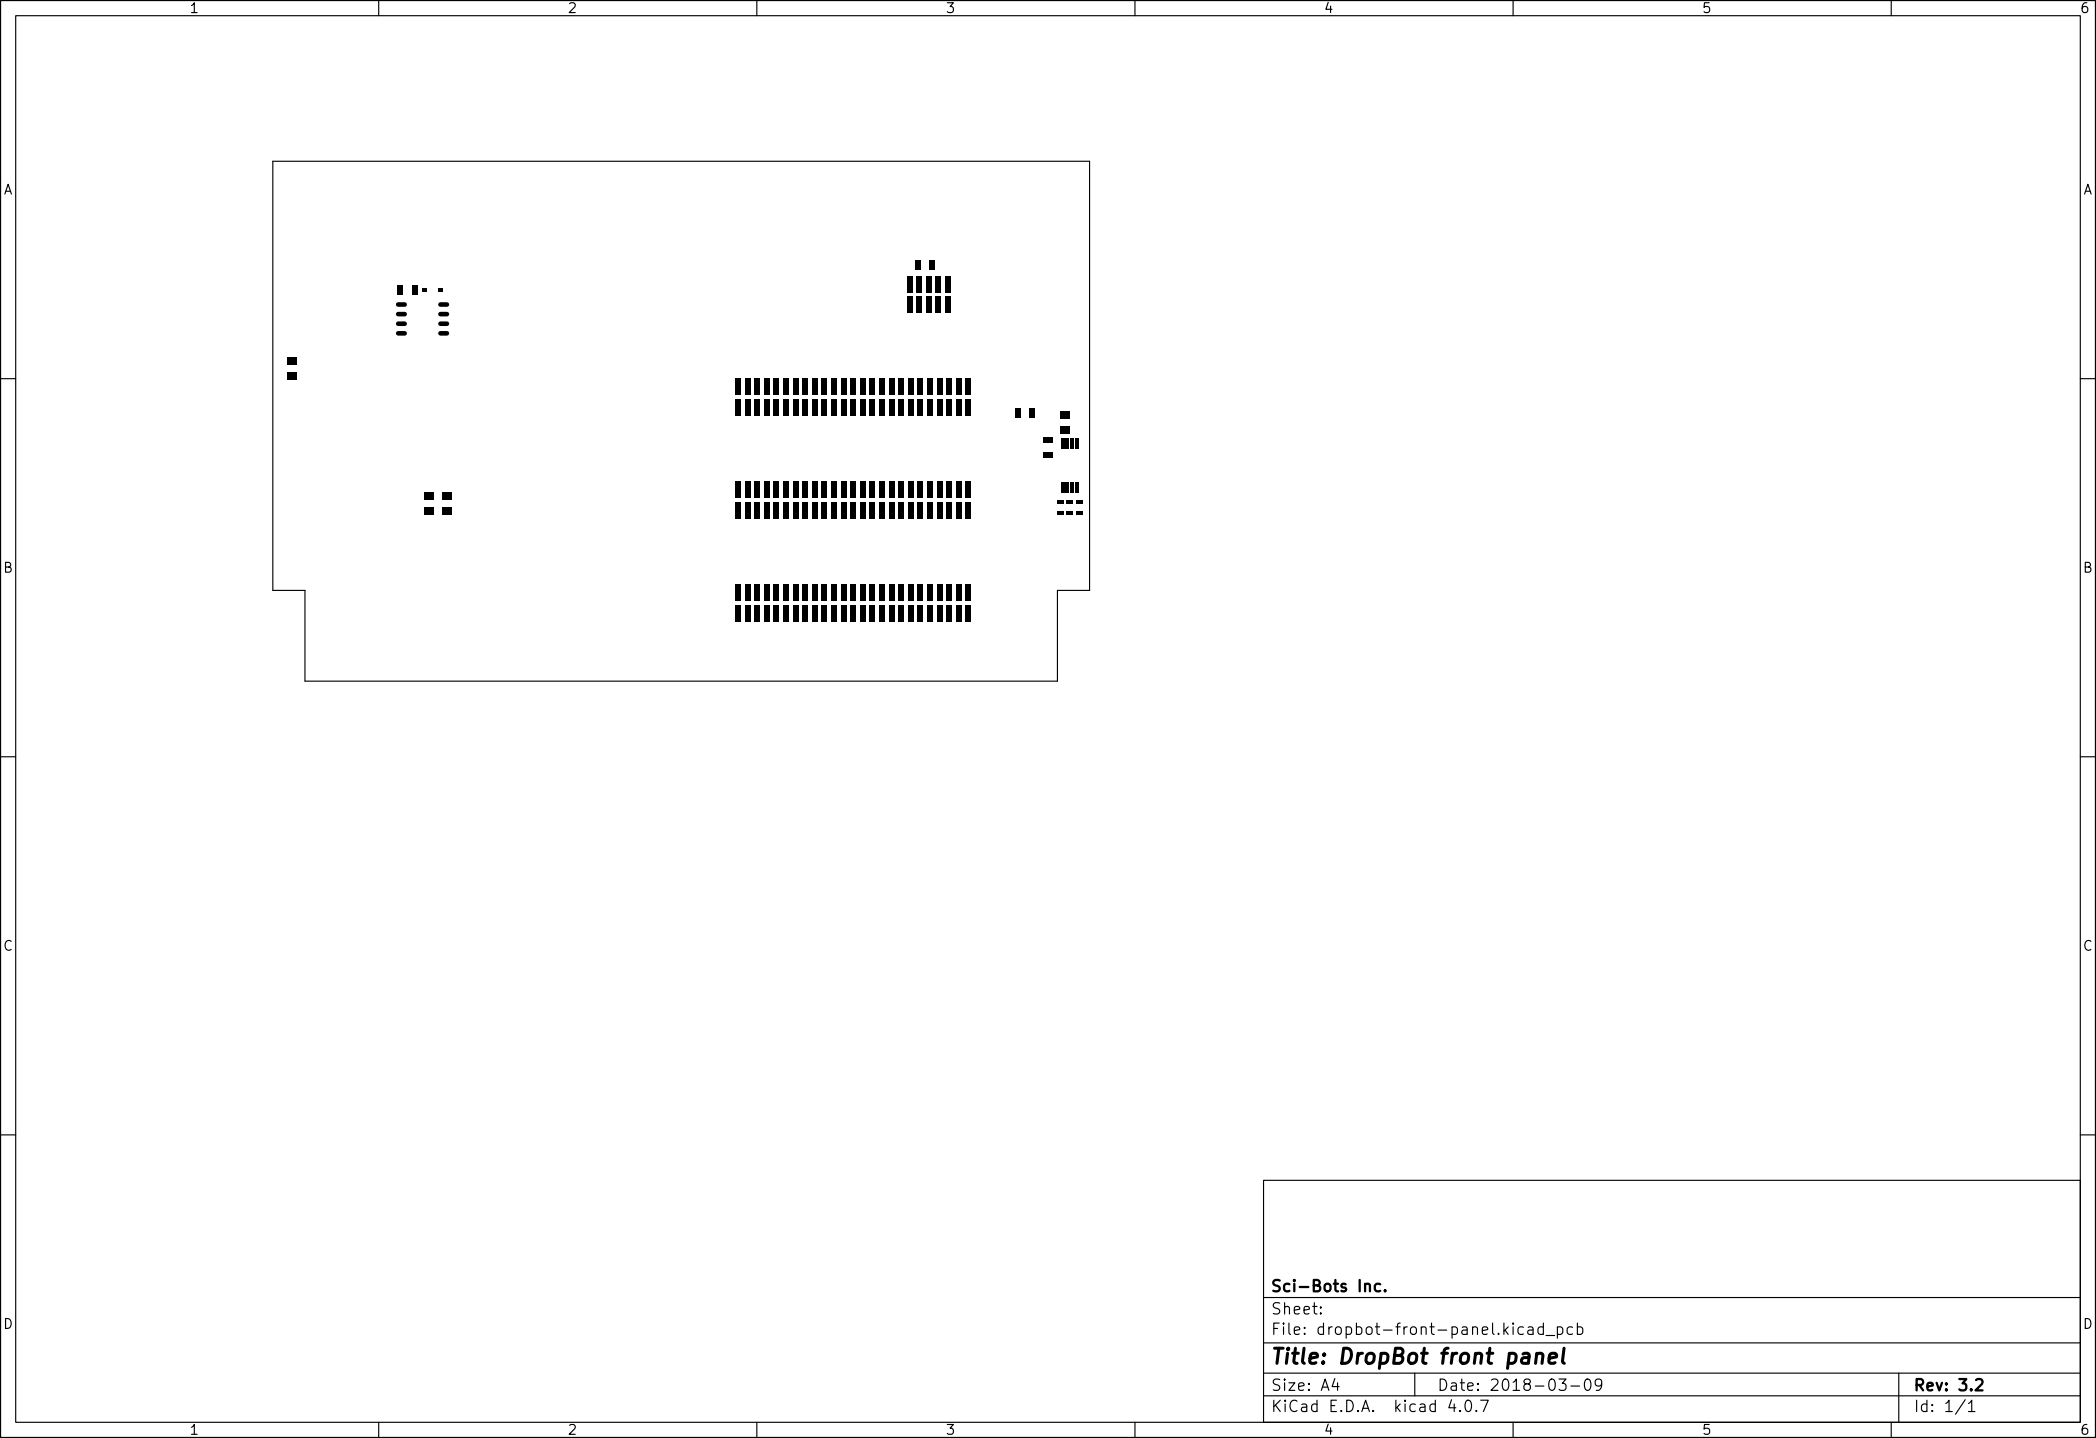 1 2 3 4 5 6
A A
B B
C C
D D
Sci-Bots Inc.
Sheet:
File: dropbot-front-panel.kicad_pcb
Title: DropBot front panel
Size: A4 Date: 2018-03-09 Rev: 3.2
KiCad E.D.A. kicad 4.0.7 Id: 1/1
1 2 3 4 5 6